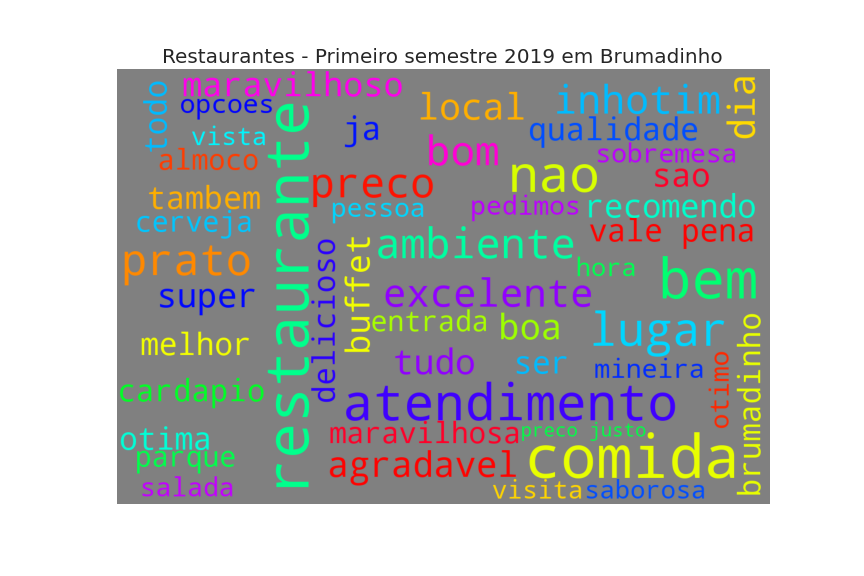 Restaurantes - Primeiro semestre 2019 em Brumadinho
maravilhoso
todo
opcoes
vista
almoco
tambem
cerveja
prato
super
melhor
cardapio
otima
parque
salada
restaurante
ja
local
inhotim
dia
qualidade
bom
sobremesa
sao
nao
preco
pessoa
pedimos
recomendo
vale pena
ambiente
hora
bem
delicioso
buffet
excelente
entrada
boa
lugar
tudo
ser
mineira
otimo
brumadinho
atendimento
maravilhosa
preco justo
agradavel
comida
visita
saborosa